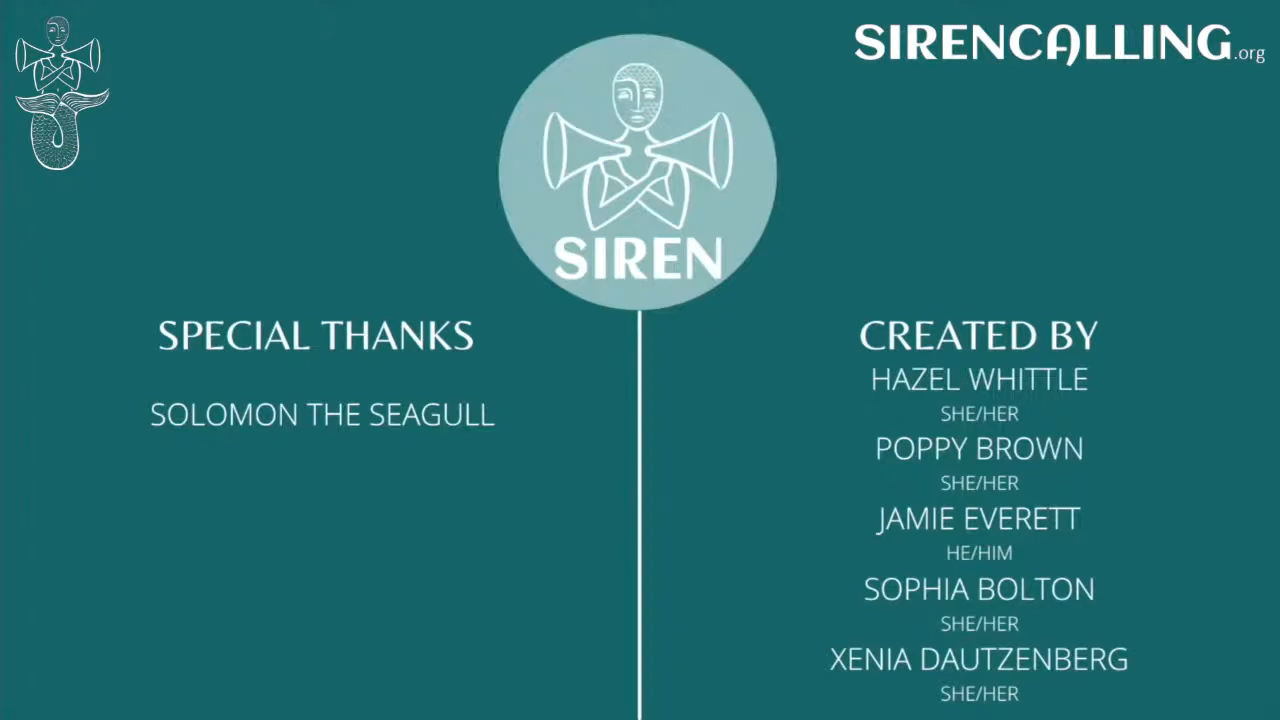 SIRENCALLING.org
SIREN
SPECIAL THANKS
SOLOMON THE SEAGULL
CREATED BY
HAZEL WHITTLE
SHE/HER
POPPY BROWN
SHE/HER
JAMIE EVERETT
HE/HIM
SOPHIA BOLTON
SHE/HER
XENIA DAUTZENBERG
SHE/HER